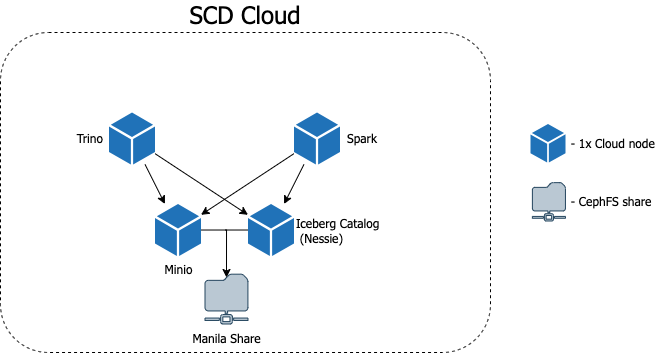 SCD Cloud
Trino
Spark
- 1x Cloud node
- CephFS share
Iceberg Catalog
(Nessie)
Minio
Manila Share